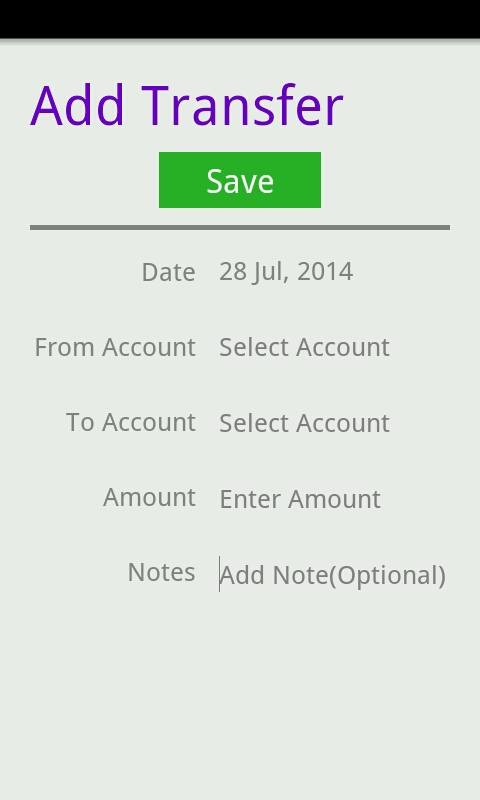 Add Transfer
Save
Date 28 Jul, 2014
From Account Select Account
To Account Select Account
Amount Enter Amount
Notes Add Note(Optional)